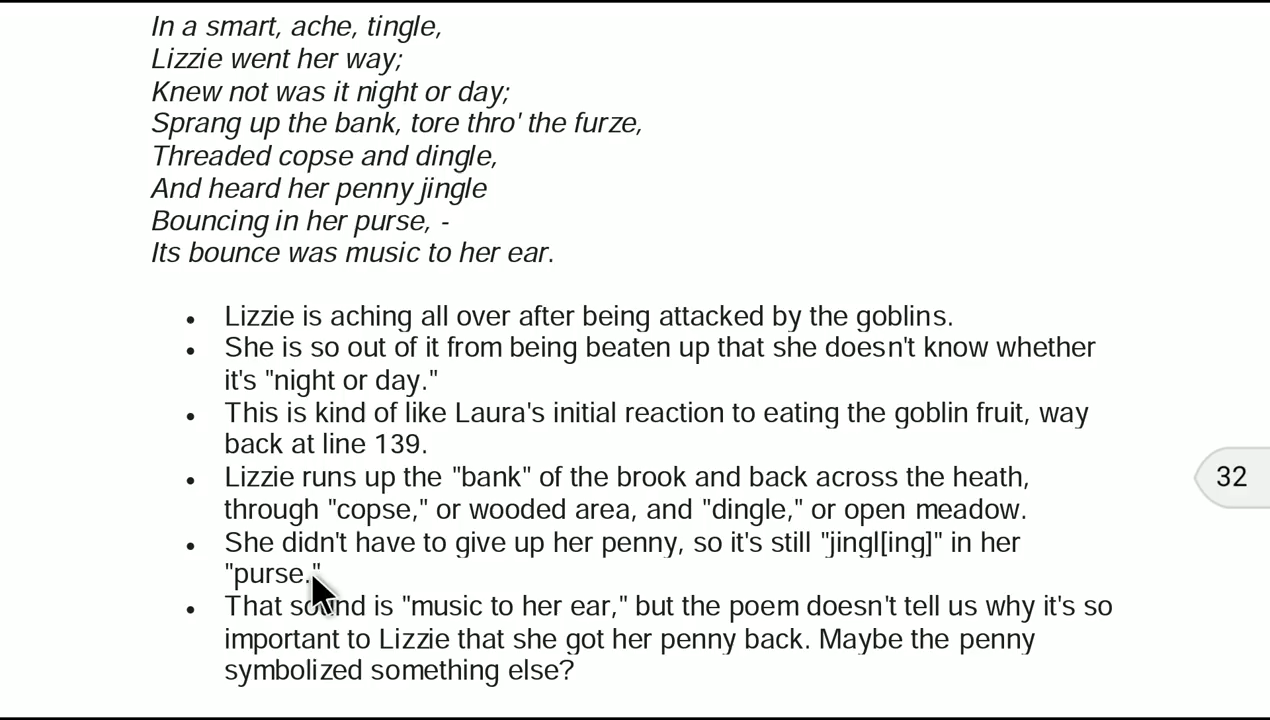 In a smart, ache, tingle,
Lizzie went her way;
Knew not was it night or day;
Sprang up the bank, tore thro' the furze,
Threaded copse and dingle,
And heard her penny jingle
Bouncing in her purse, -
Its bounce was music to her ear.
• Lizzie is aching all over after being attacked by the goblins.
• She is so out of it from being beaten up that she doesn't know whether
it's "night or day."
• This is kind of like Laura's initial reaction to eating the goblin fruit, way
back at line 139.
• Lizzie runs up the "bank" of the brook and back across the heath,
through "copse," or wooded area, and "dingle," or open meadow.
• She didn't have to give up her penny, so it's still "jingl[ing]" in her
"purse."
• That sound is "music to her ear," but the poem doesn't tell us why it's so
important to Lizzie that she got her penny back. Maybe the penny
symbolized something else?
32